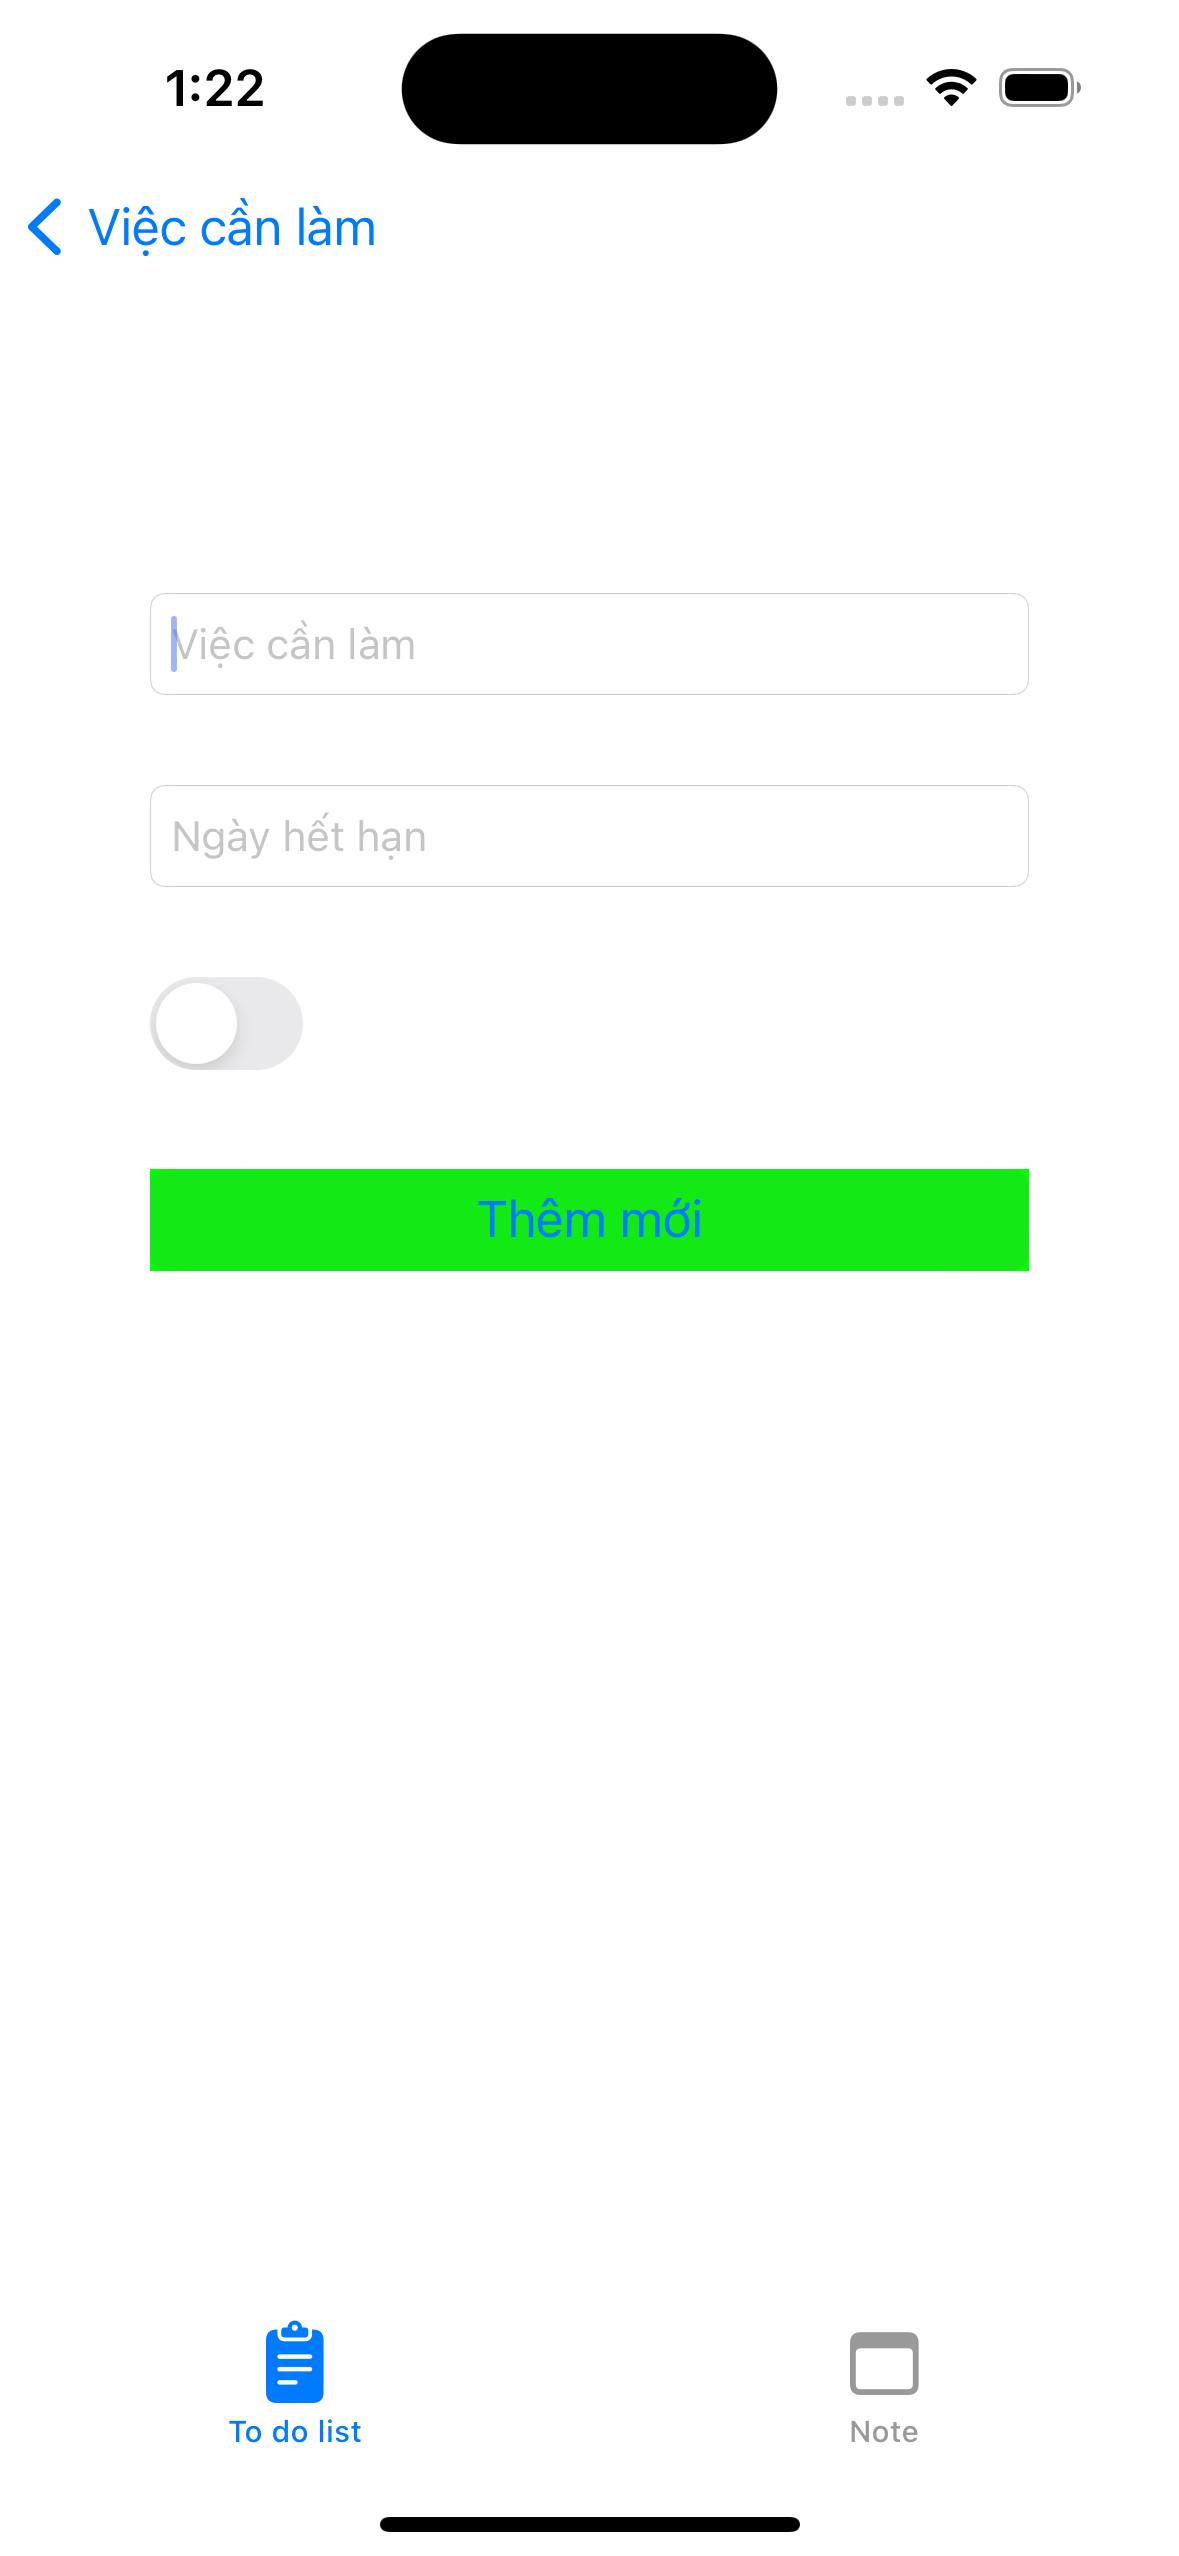 1:22
Việc cần làm
Việc cần làm
Ngày hết hạn
Thêm mới
To do list
Note